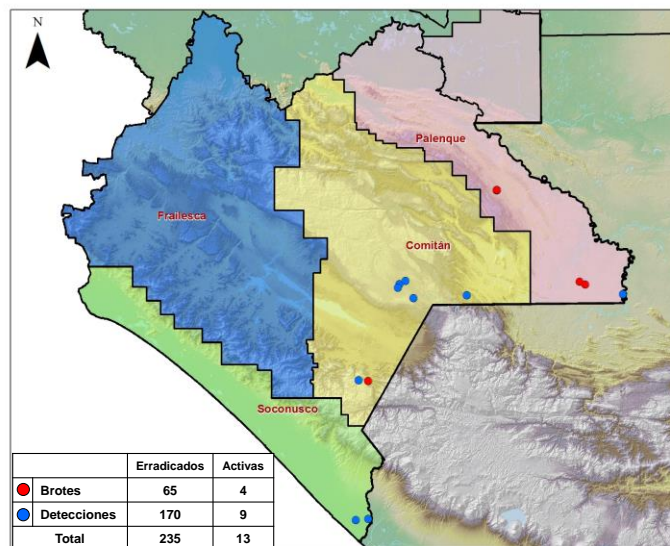 N
Palenque
Frailesca
Comitán
Soconusco
Erradicados Activas
Brotes 65 4
Detecciones 170 9
Total 235 13